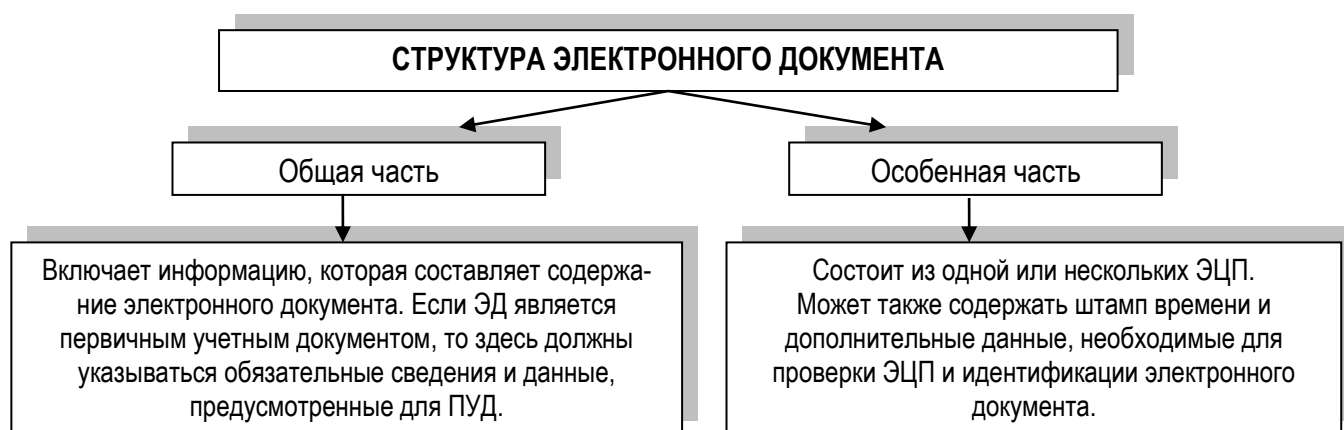 СТРУКТУРА ЭЛЕКТРОННОГО ДОКУМЕНТА
Общая часть
Особенная часть
Включает информацию, которая составляет содержа-
ние электронного документа. Если ЭД является
первичным учетным документом, то здесь должны
указываться обязательные сведения и данные,
предусмотренные для ПУД.
Состоит из одной или нескольких ЭЦП.
Может также содержать штамп времени и
дополнительные данные, необходимые для
проверки ЭЦП и идентификации электронного
документа.